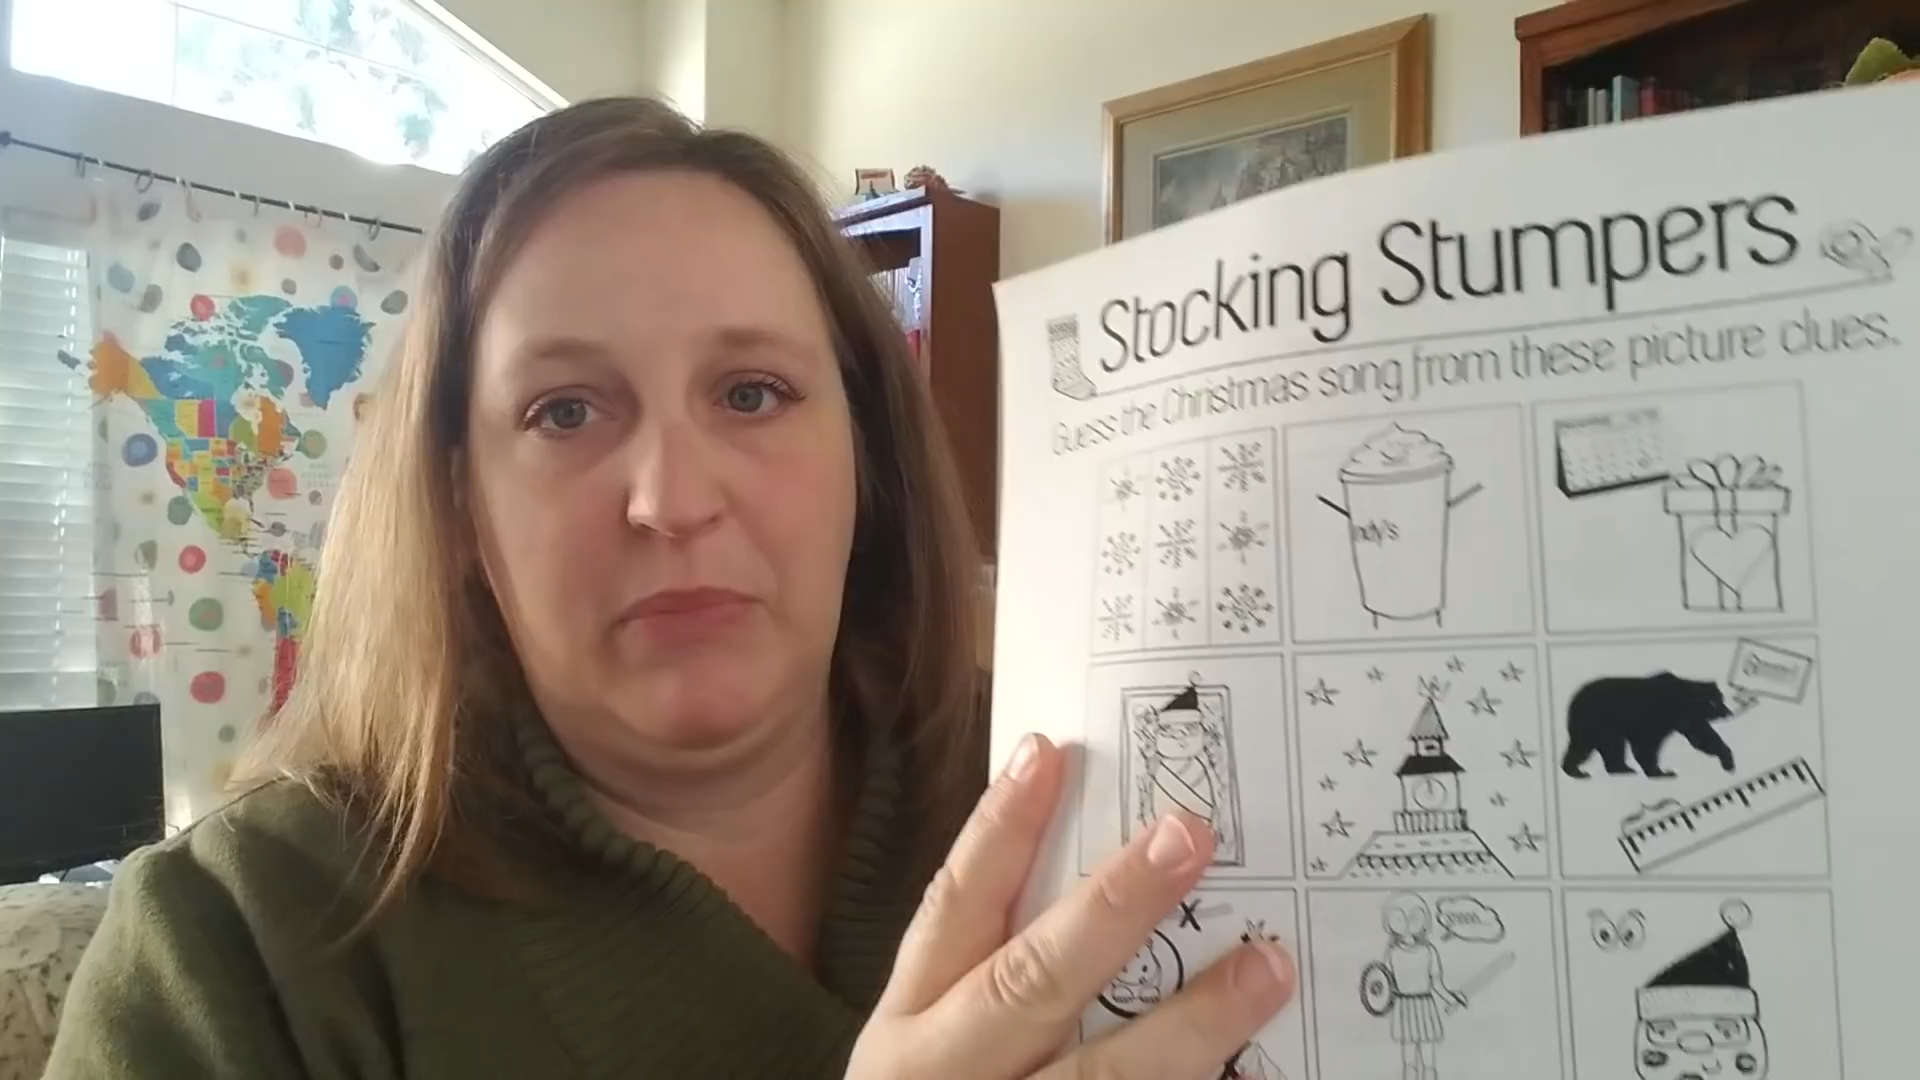 Stocking Stumpers
Guess the Christmas song from these picture clues.
ndy's